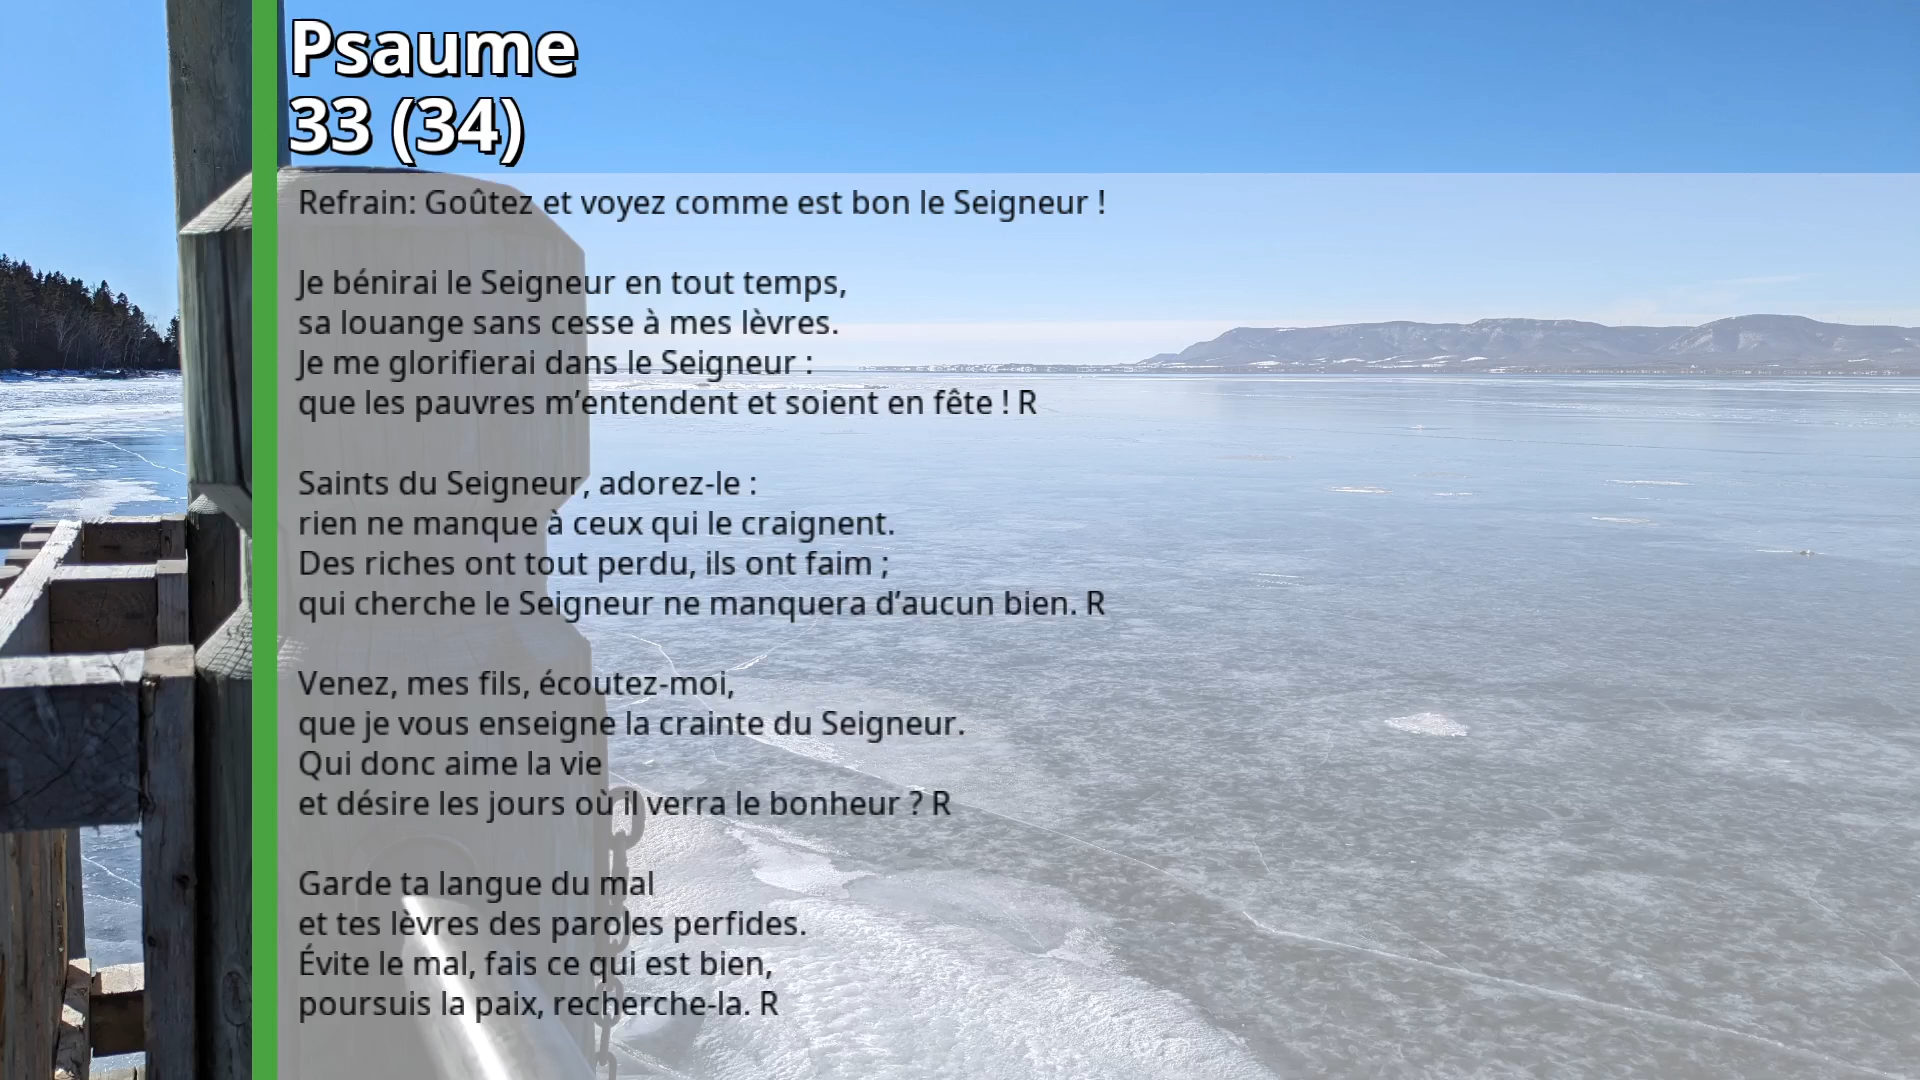 Psaume
33 (34)
Refrain: Goûtez et voyez comme est bon le Seigneur !
Je bénirai le Seigneur en tout temps,
sa louange sans cesse à mes lèvres.
Je me glorifierai dans le Seigneur :
que les pauvres m’entendent et soient en fête ! R
Saints du Seigneur, adorez-le :
rien ne manque à ceux qui le craignent.
Des riches ont tout perdu, ils ont faim ;
qui cherche le Seigneur ne manquera d’aucun bien. R
Venez, mes fils, écoutez-moi,
que je vous enseigne la crainte du Seigneur.
Qui donc aime la vie
et désire les jours où il verra le bonheur ? R
Garde ta langue du mal
et tes lèvres des paroles perfides.
Évite le mal, fais ce qui est bien,
poursuis la paix, recherche-la. R